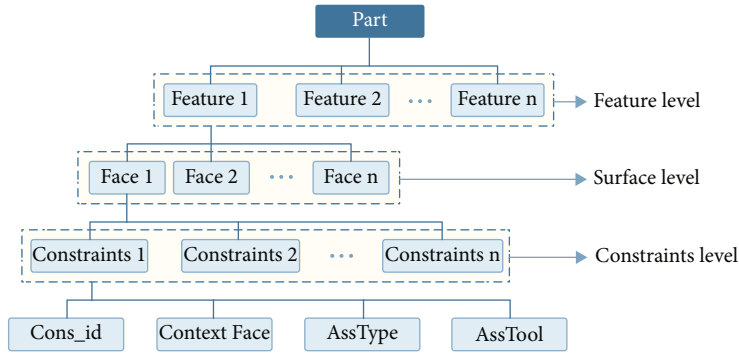 Part
Feature 1 Feature 2 ... Feature n Feature level
Face 1 Face 2 ... Face n Surface level
Constraints 1 Constraints 2 ... Constraints n Constraints level
Cons_id Context Face AssType AssTool